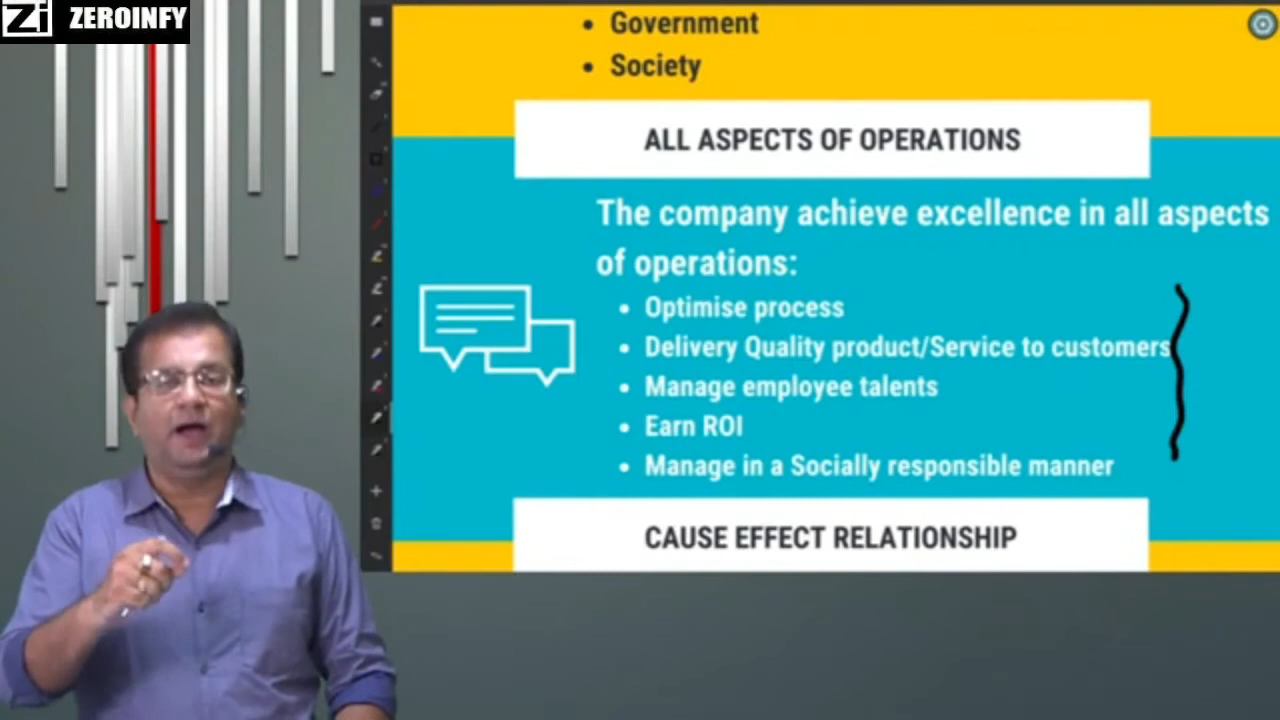 Zi ZEROINFY
• Government
• Society
ALL ASPECTS OF OPERATIONS
The company achieve excellence in all aspects
of operations:
• Optimise process
• Delivery Quality product/Service to customers
• Manage employee talents
• Earn ROI
• Manage in a Socially responsible manner
CAUSE EFFECT RELATIONSHIP